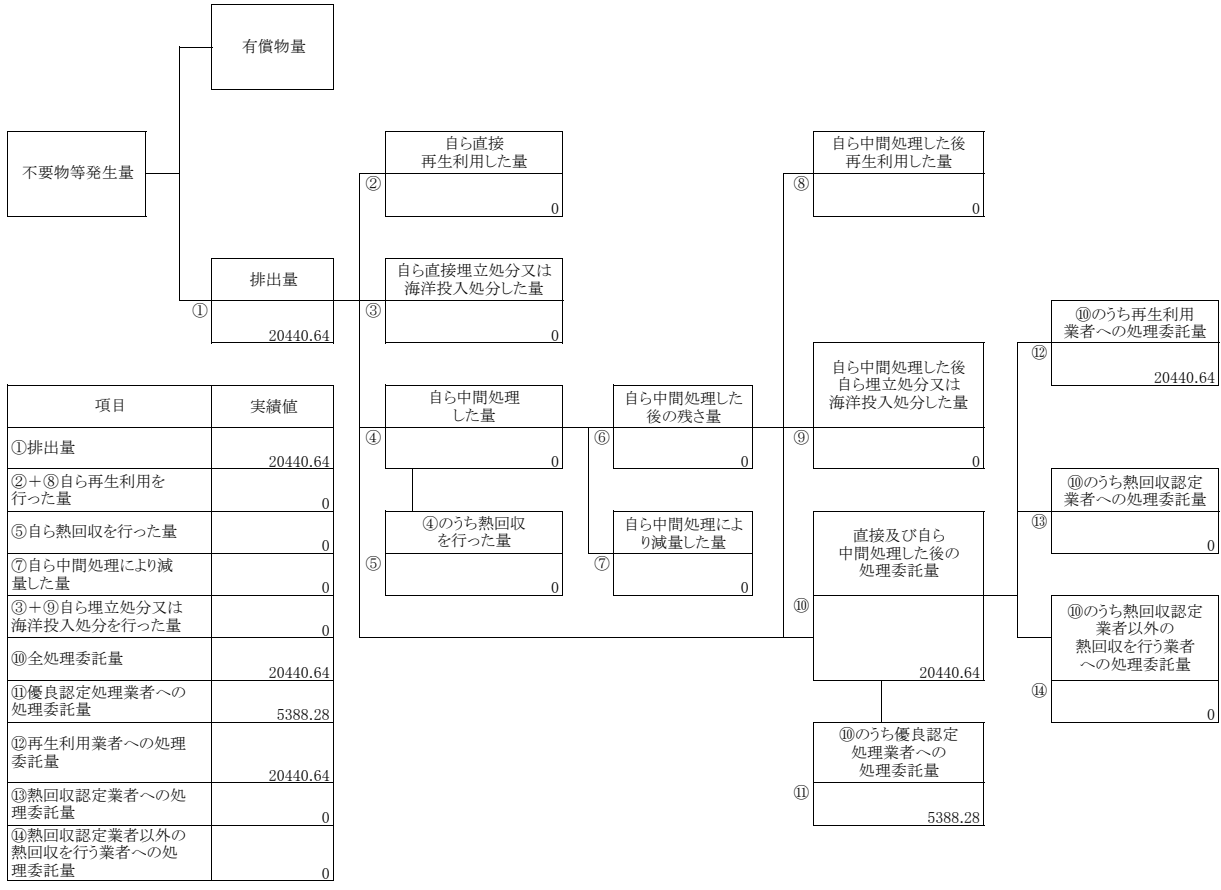 有償物量
不要物等発生量
排出量
①
20440.64
自ら直接
再生利用した量
②
0
自ら直接埋立処分又は
海洋投入処分した量
③
0
自ら中間処理
した量
④
0
④のうち熱回収
を行った量
⑤
0
自ら中間処理した
後の残さ量
⑥
0
自ら中間処理によ
り減量した量
⑦
0
自ら中間処理した後
再生利用した量
⑧
0
自ら中間処理した後
自ら埋立処分又は
海洋投入処分した量
⑨
0
直接及び自ら
中間処理した後の
処理委託量
⑩
20440.64
⑩のうち優良認定
処理業者への
処理委託量
⑪
5388.28
⑩のうち再生利用
業者への処理委託量
⑫
20440.64
⑩のうち熱回収認定
業者への処理委託量
⑬
0
⑩のうち熱回収認定
業者以外の
熱回収を行う業者
への処理委託量
⑭
0
項目 実績値
①排出量
20440.64
②＋⑧自ら再生利用を
行った量
0
⑤自ら熱回収を行った量
0
⑦自ら中間処理により減
量した量
0
③＋⑨自ら埋立処分又は
海洋投入処分を行った量
0
⑩全処理委託量
20440.64
⑪優良認定処理業者への
処理委託量
5388.28
⑫再生利用業者への処理
委託量
20440.64
⑬熱回収認定業者への処
理委託量
0
⑭熱回収認定業者以外の
熱回収を行う業者への処
理委託量
0